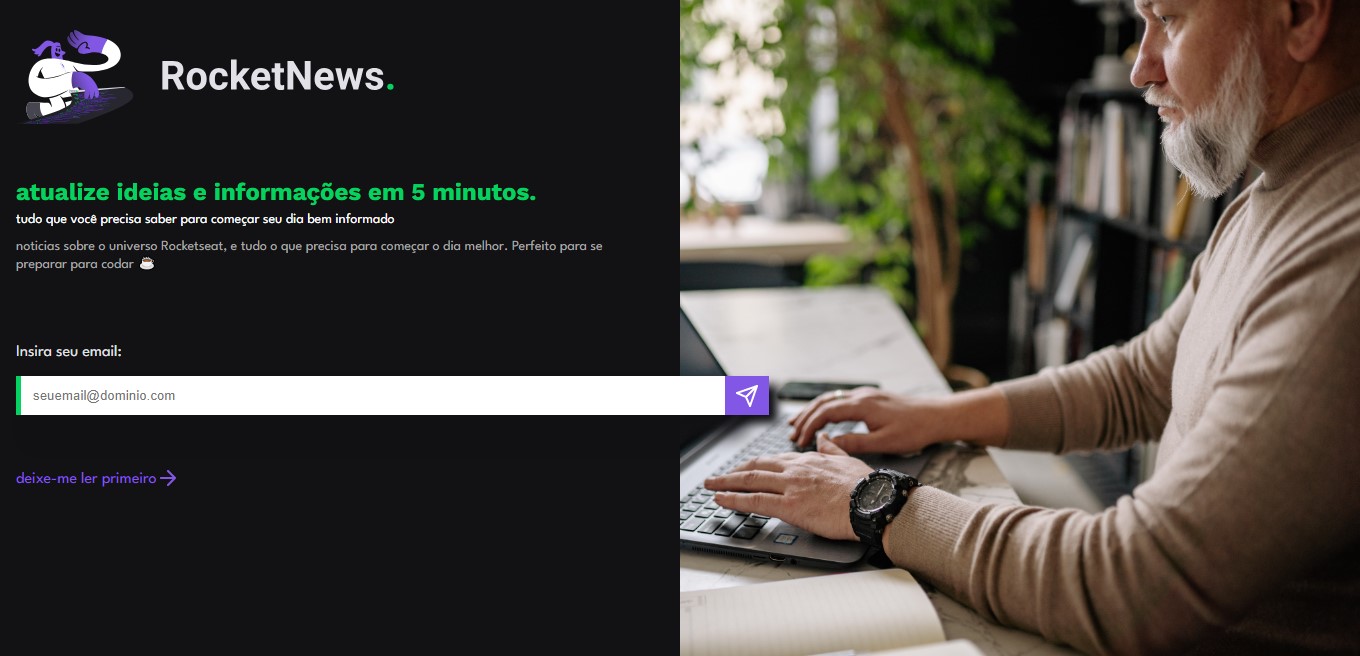 RocketNews.
atualize ideias e informações em 5 minutos.
tudo que você precisa saber para começar seu dia bem informado
noticias sobre o universo Rocketseat, e tudo o que precisa para começar o dia melhor. Perfeito para se
preparar para codar ☕
Insira seu email:
seuemail@dominio.com
deixe-me ler primeiro